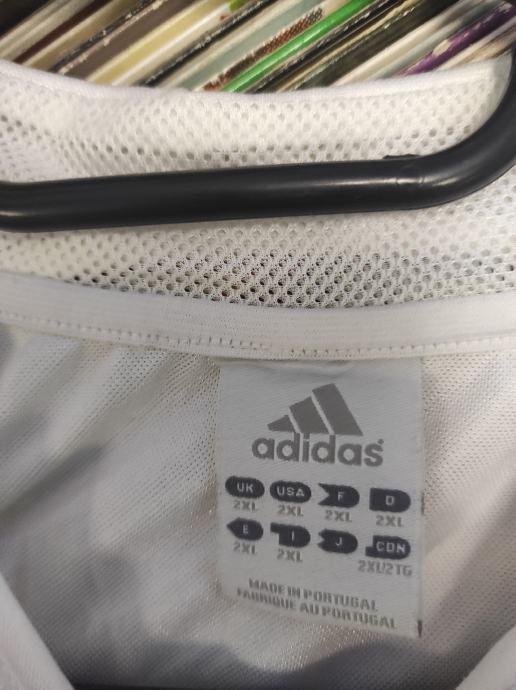 adidas
UK USA F D
2XL 2XL 2XL 2XL
E I J CDN
2XL 2XL 2XL/2TG
MADE IN PORTUGAL
FABRIQUE AU PORTUGAL